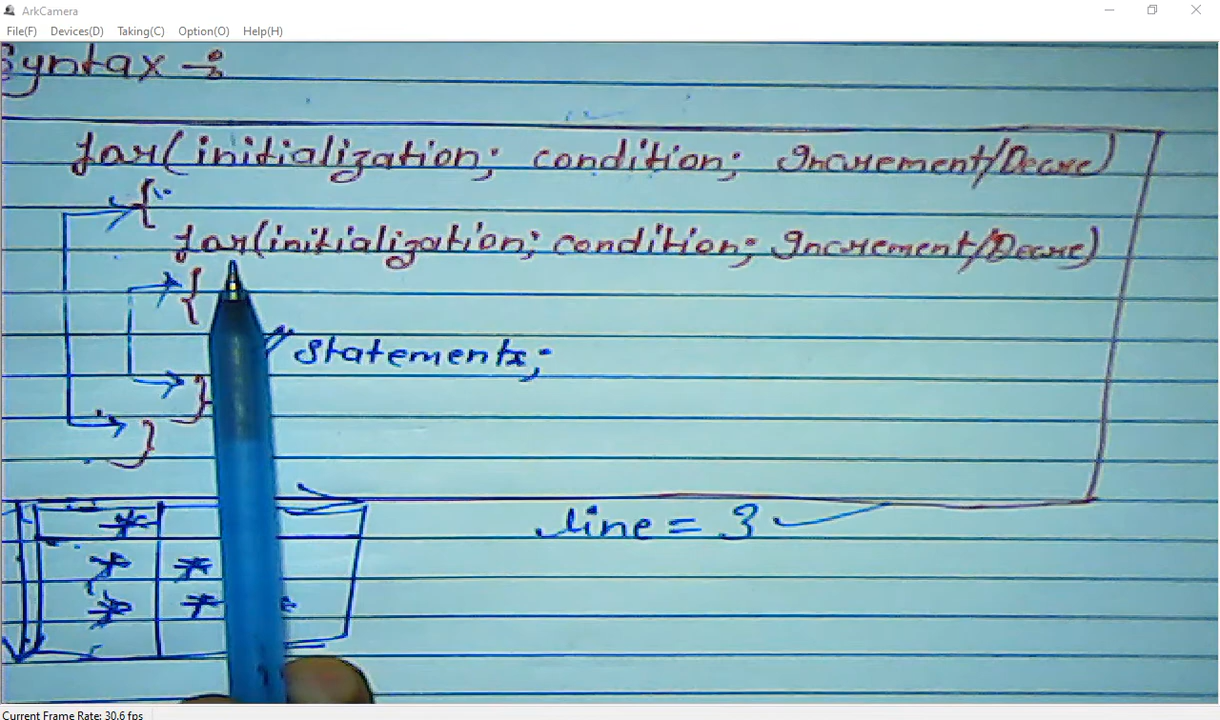 ArkCamera
File(F) Devices(D) Taking(C) Option(O) Help(H)
Syntax :-
for(initialization; condition; Increment/Decre)
{
for(initialization; condition; Increment/Decre)
{
// Statements;
}
}
*
* *
* *
line = 3
Current Frame Rate: 30.6 fps